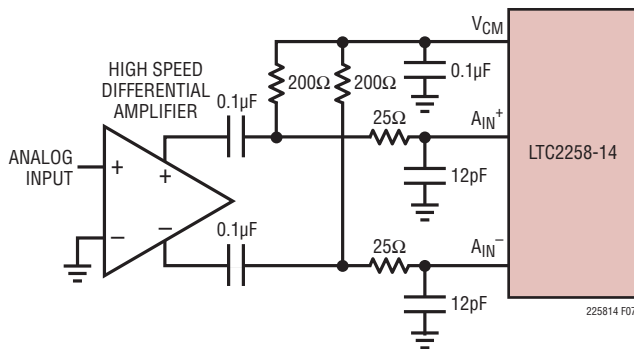 V_CM
HIGH SPEED
DIFFERENTIAL
AMPLIFIER
200Ω
200Ω
0.1µF
0.1µF
25Ω
A_IN^+
ANALOG
INPUT
+
–
+
–
LTC2258-14
12pF
0.1µF
25Ω
A_IN^–
12pF
225814 F07